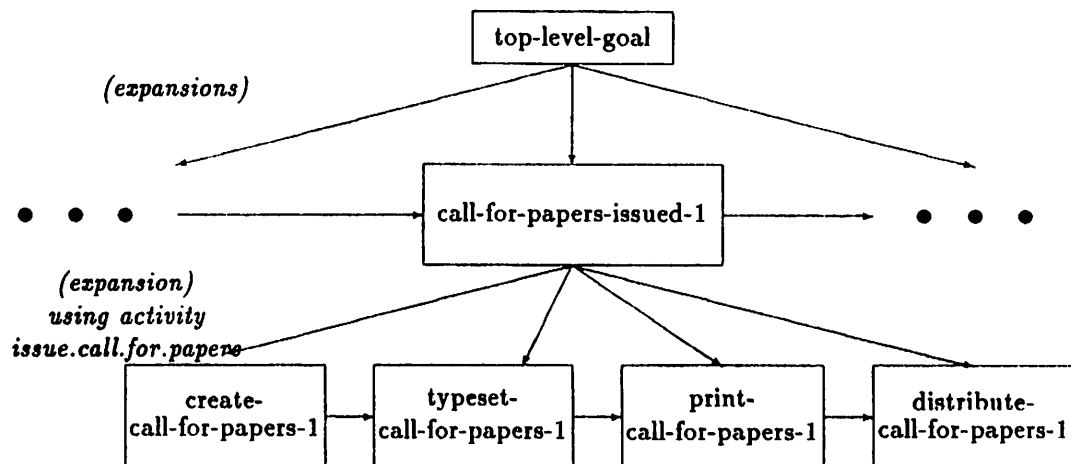 top-level-goal
(expansions)
call-for-papers-issued-1
(expansion)
using activity
issue.call.for.papers
create-
call-for-papers-1
typeset-
call-for-papers-1
print-
call-for-papers-1
distribute-
call-for-papers-1